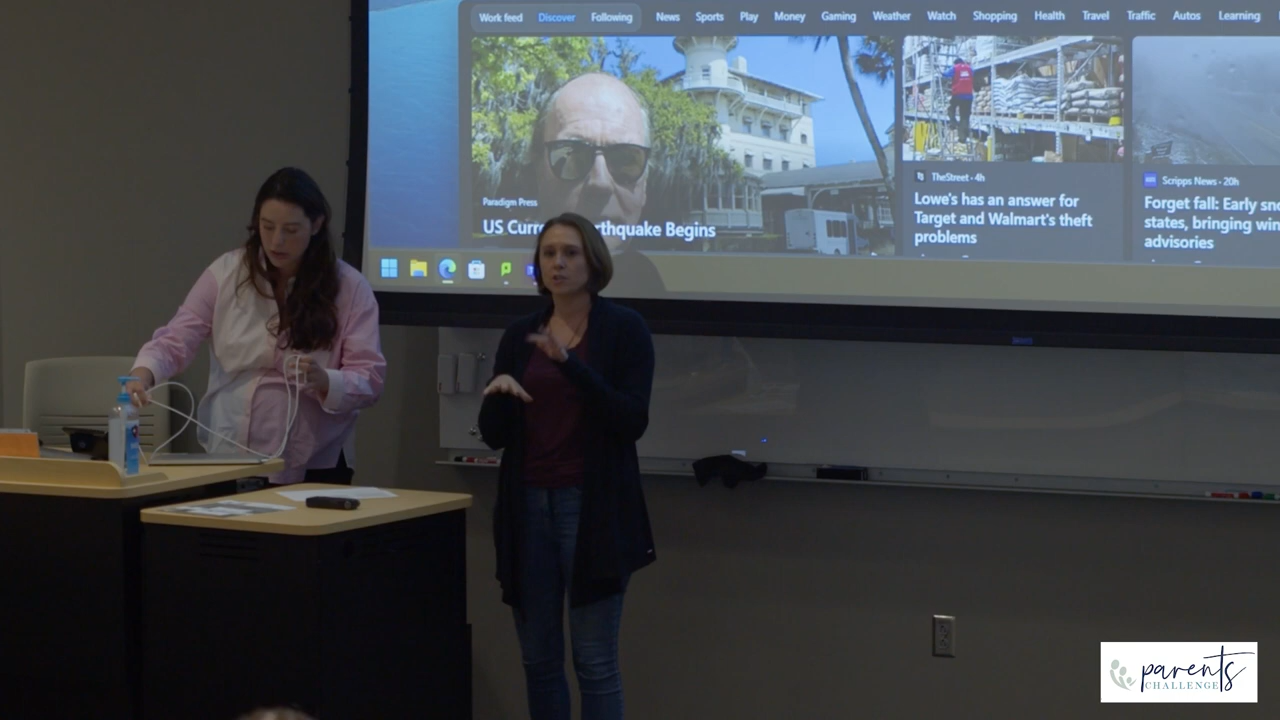 Work feed Discover Following News Sports Play Money Gaming Weather Watch Shopping Health Travel Traffic Autos Learning
Paradigm Press
US Curre rthquake Begins
TheStreet · 4h
Lowe's has an answer for
Target and Walmart's theft
problems
Scripps News · 20h
Forget fall: Early sno
states, bringing win
advisories
parents
CHALLENGE